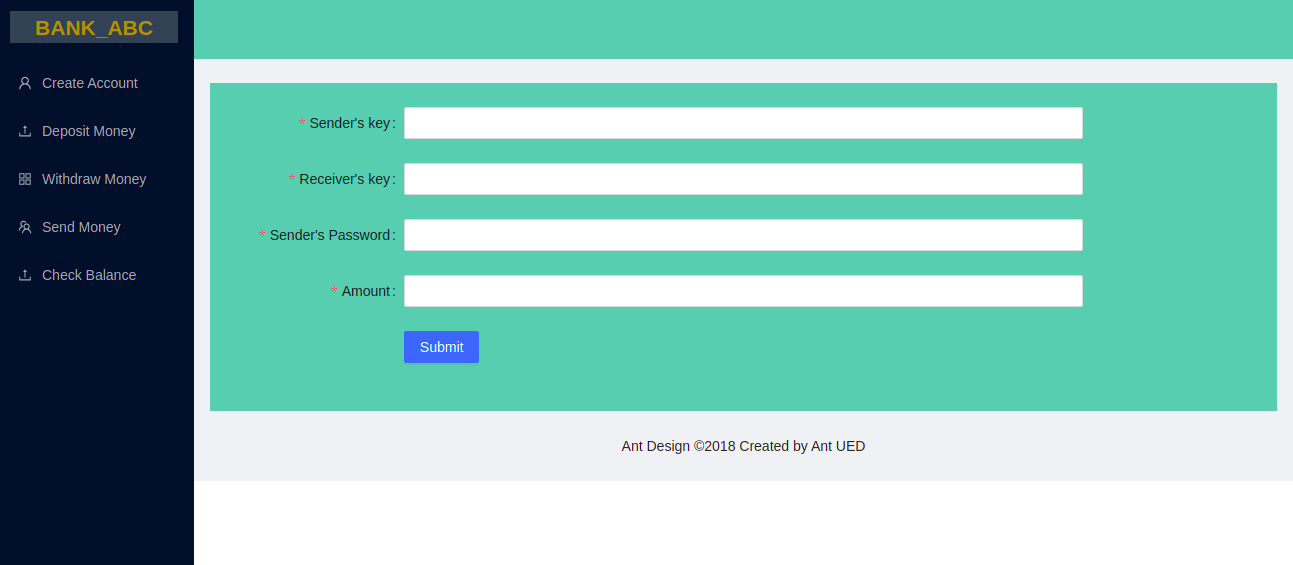 BANK_ABC
Create Account
Deposit Money
Withdraw Money
Send Money
Check Balance
* Sender's key:
* Receiver's key:
* Sender's Password:
* Amount:
Submit
Ant Design ©2018 Created by Ant UED